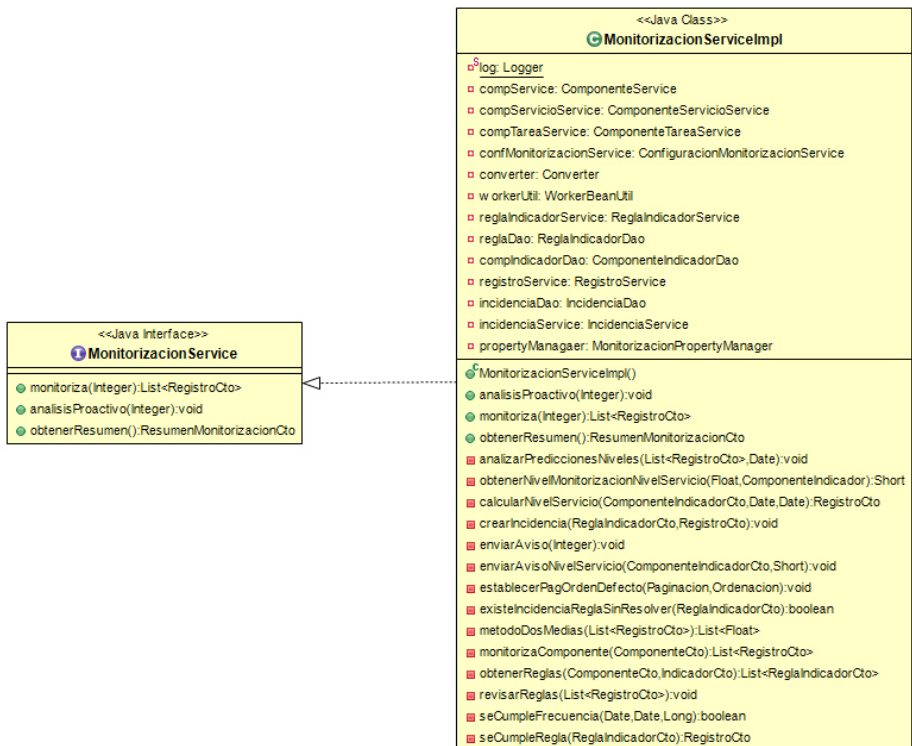 <<Java Class>>
MonitorizacionServiceImpl
log: Logger
compService: ComponenteService
compServicioService: ComponenteServicioService
compTareaService: ComponenteTareaService
confMonitorizacionService: ConfiguracionMonitorizacionService
converter: Converter
workerUtil: WorkerBeanUtil
reglaIndicadorService: ReglaIndicadorService
reglaDao: ReglaIndicadorDao
compIndicadorDao: ComponenteIndicadorDao
registroService: RegistroService
incidenciaDao: IncidenciaDao
incidenciaService: IncidenciaService
propertyManagaer: MonitorizacionPropertyManager
MonitorizacionServiceImpl()
analisisProactivo(Integer):void
monitoriza(Integer):List<RegistroCto>
obtenerResumen():ResumenMonitorizacionCto
analizarPrediccionesNiveles(List<RegistroCto>,Date):void
obtenerNivelMonitorizacionNivelServicio(Float,ComponenteIndicador):Short
calcularNivelServicio(ComponenteIndicadorCto,Date,Date):RegistroCto
crearIncidencia(ReglaIndicadorCto,RegistroCto):void
enviarAviso(Integer):void
enviarAvisoNivelServicio(ComponenteIndicadorCto,Short):void
establecerPagOrdenDefecto(Paginacion,Ordenacion):void
existeIncidenciaReglaSinResolver(ReglaIndicadorCto):boolean
metodoDosMedias(List<RegistroCto>):List<Float>
monitorizaComponente(ComponenteCto):List<RegistroCto>
obtenerReglas(ComponenteCto,IndicadorCto):List<ReglaIndicadorCto>
revisarReglas(List<RegistroCto>):void
seCumpleFrecuencia(Date,Date,Long):boolean
seCumpleRegla(ReglaIndicadorCto):RegistroCto
<<Java Interface>>
MonitorizacionService
monitoriza(Integer):List<RegistroCto>
analisisProactivo(Integer):void
obtenerResumen():ResumenMonitorizacionCto